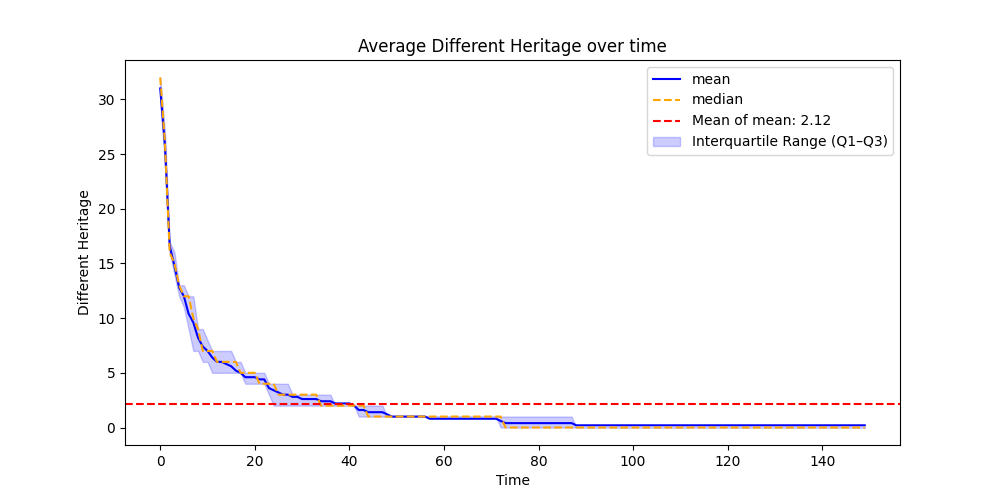 Average Different Heritage over time
mean
median
Mean of mean: 2.12
Interquartile Range (Q1–Q3)
Different Heritage
30
25
20
15
10
5
0
0 20 40 60 80 100 120 140
Time